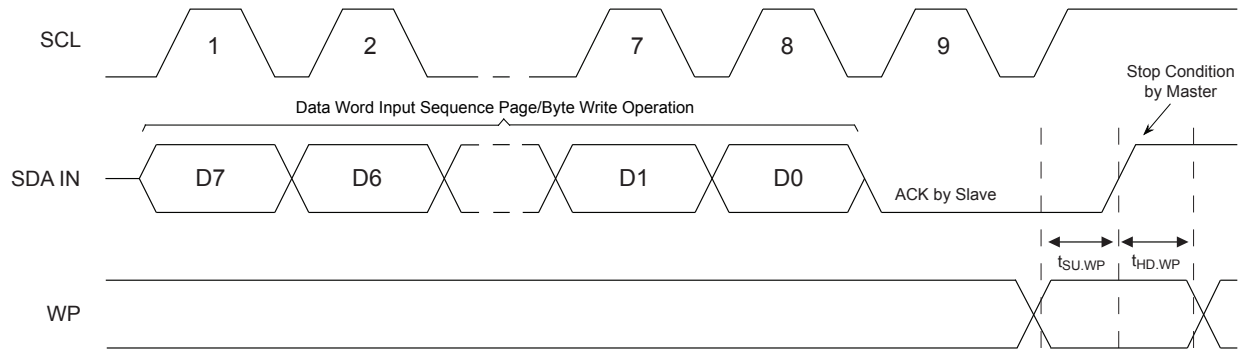 SCL
1 2 7 8 9
Stop Condition
by Master
Data Word Input Sequence Page/Byte Write Operation
SDA IN
D7 D6 D1 D0
ACK by Slave
tSU.WP tHD.WP
WP